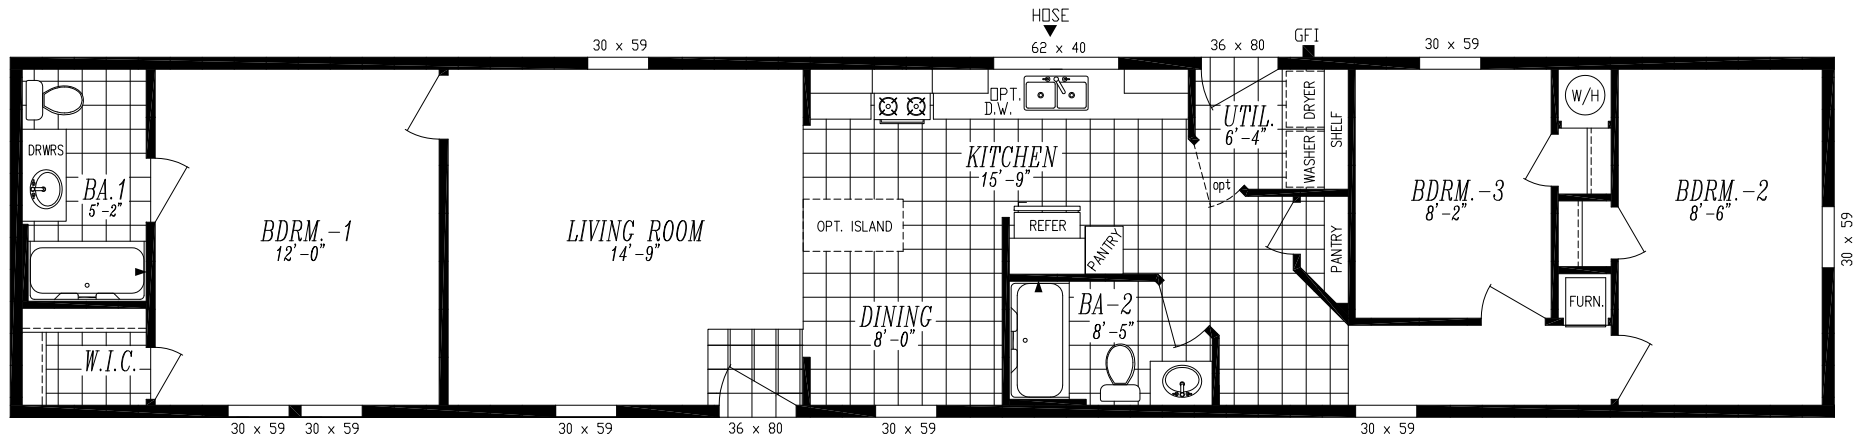 HOSE
30 x 59
62 x 40
36 x 80
GFI
30 x 59
DRWRS
BA.1
5'-2"
BDRM.-1
12'-0"
W.I.C.
LIVING ROOM
14'-9"
OPT.
D.W.
KITCHEN
15'-9"
OPT. ISLAND
REFER
PANTRY
DINING
8'-0"
BA-2
8'-5"
UTIL.
6'-4"
opt
WASHER
DRYER
SHELF
PANTRY
BDRM.-3
8'-2"
W/H
FURN.
BDRM.-2
8'-6"
30 x 59
30 x 59
30 x 59
30 x 59
36 x 80
30 x 59
30 x 59